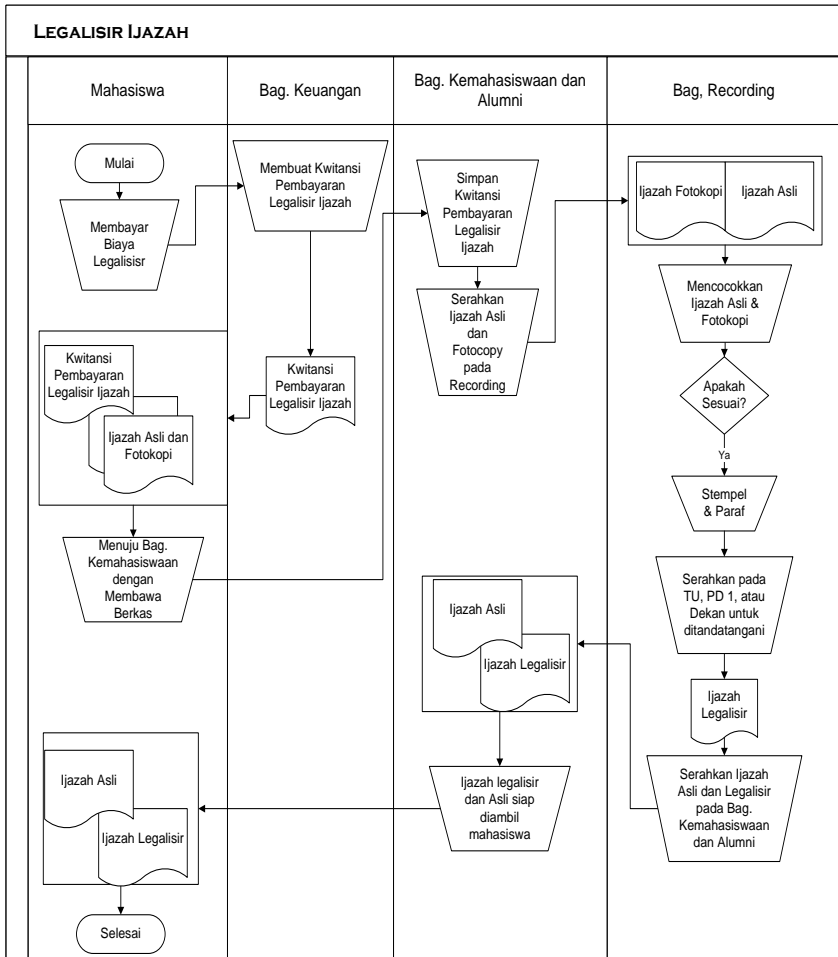 LEGALISIR IJAZAH
Mahasiswa
Bag. Keuangan
Bag. Kemahasiswaan dan
Alumni
Bag, Recording
Mulai
Membayar
Biaya
Legalisisr
Membuat Kwitansi
Pembayaran
Legalisir Ijazah
Simpan
Kwitansi
Pembayaran
Legalisir
Ijazah
Ijazah Fotokopi
Ijazah Asli
Serahkan
Ijazah Asli
dan
Fotocopy
pada
Recording
Mencocokkan
Ijazah Asli &
Fotokopi
Kwitansi
Pembayaran
Legalisir Ijazah
Kwitansi
Pembayaran
Legalisir Ijazah
Ijazah Asli dan
Fotokopi
Apakah
Sesuai?
Ya
Stempel
& Paraf
Menuju Bag.
Kemahasiswaan
dengan
Membawa
Berkas
Serahkan pada
TU, PD 1, atau
Dekan untuk
ditandatangani
Ijazah Asli
Ijazah Legalisir
Ijazah
Legalisir
Serahkan Ijazah
Asli dan Legalisir
pada Bag.
Kemahasiswaan
dan Alumni
Ijazah legalisir
dan Asli siap
diambil
mahasiswa
Ijazah Asli
Ijazah Legalisir
Selesai